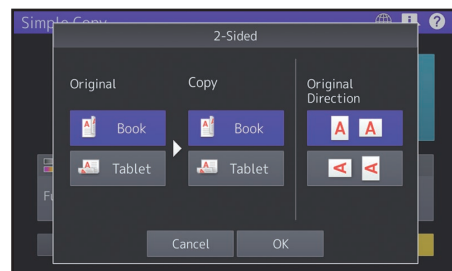 Simple Copy
2-Sided
Original
Copy
Original
Direction
Book
Book
A A
Tablet
Tablet
A A
Cancel
OK